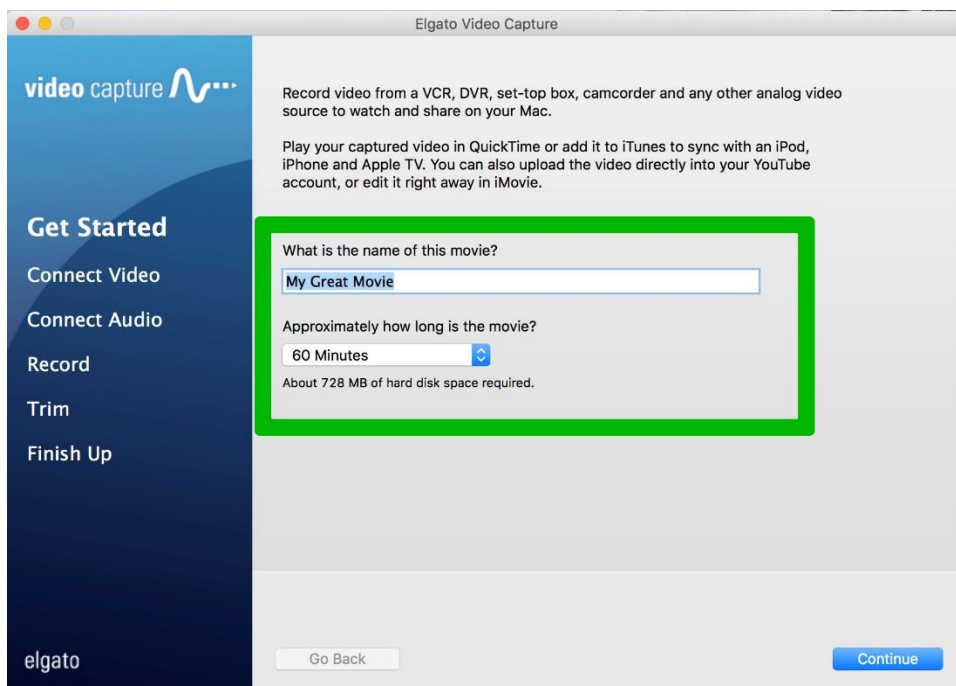 Elgato Video Capture
video capture
Record video from a VCR, DVR, set-top box, camcorder and any other analog video
source to watch and share on your Mac.
Play your captured video in QuickTime or add it to iTunes to sync with an iPod,
iPhone and Apple TV. You can also upload the video directly into your YouTube
account, or edit it right away in iMovie.
Get Started
Connect Video
Connect Audio
Record
Trim
Finish Up
What is the name of this movie?
My Great Movie
Approximately how long is the movie?
60 Minutes
About 728 MB of hard disk space required.
elgato
Go Back
Continue